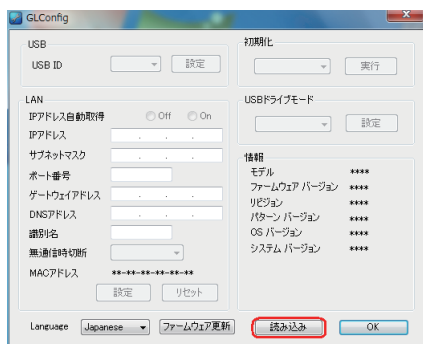 GLConfig
USB
USB ID
設定
LAN
IPアドレス自動取得
Off
On
IPアドレス
サブネットマスク
ポート番号
ゲートウェイアドレス
DNSアドレス
識別名
無通信時切断
MACアドレス
**-**-**-**-**-**
設定
リセット
初期化
実行
USBドライブモード
設定
情報
モデル ****
ファームウェア バージョン ****
リビジョン ****
パターン バージョン ****
OS バージョン ****
システム バージョン ****
Language
Japanese
ファームウェア更新
読み込み
OK